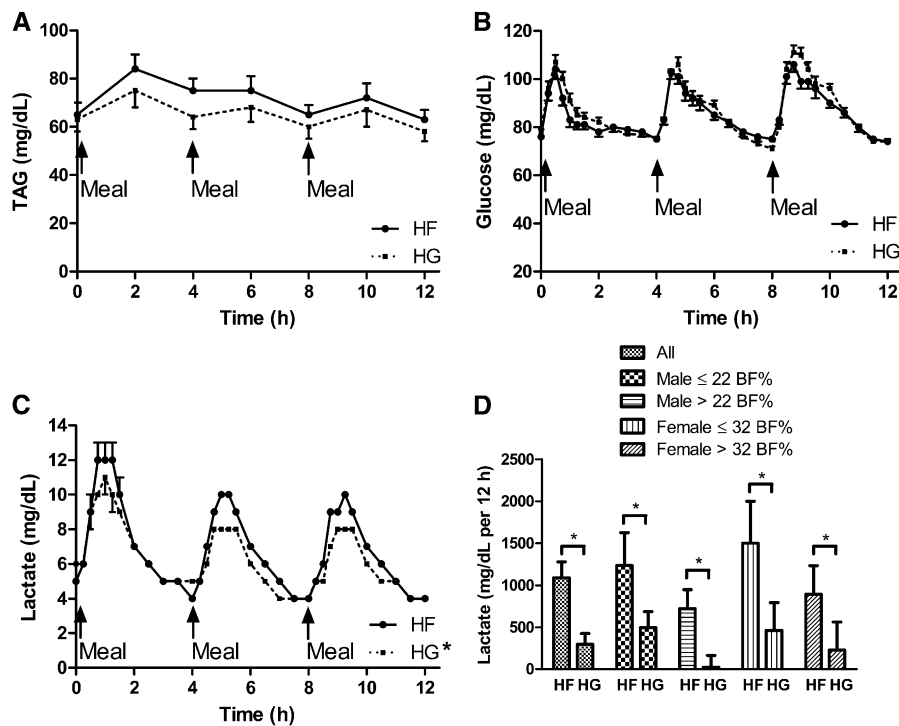 A
TAG (mg/dL)
100
80
60
40
20
0
Meal Meal Meal
HF
HG
0 2 4 6 8 10 12
Time (h)
B
Glucose (mg/dL)
120
100
80
60
40
20
Meal Meal Meal
HF
HG
0 2 4 6 8 10 12
Time (h)
C
Lactate (mg/dL)
14
12
10
8
6
4
2
0
Meal Meal Meal
HF
HG*
0 2 4 6 8 10 12
Time (h)
All
Male ≤ 22 BF%
Male > 22 BF%
Female ≤ 32 BF%
Female > 32 BF%
D
Lactate (mg/dL per 12 h)
2500
2000
1500
1000
500
0
* * * * *
HF HG HF HG HF HG HF HG HF HG